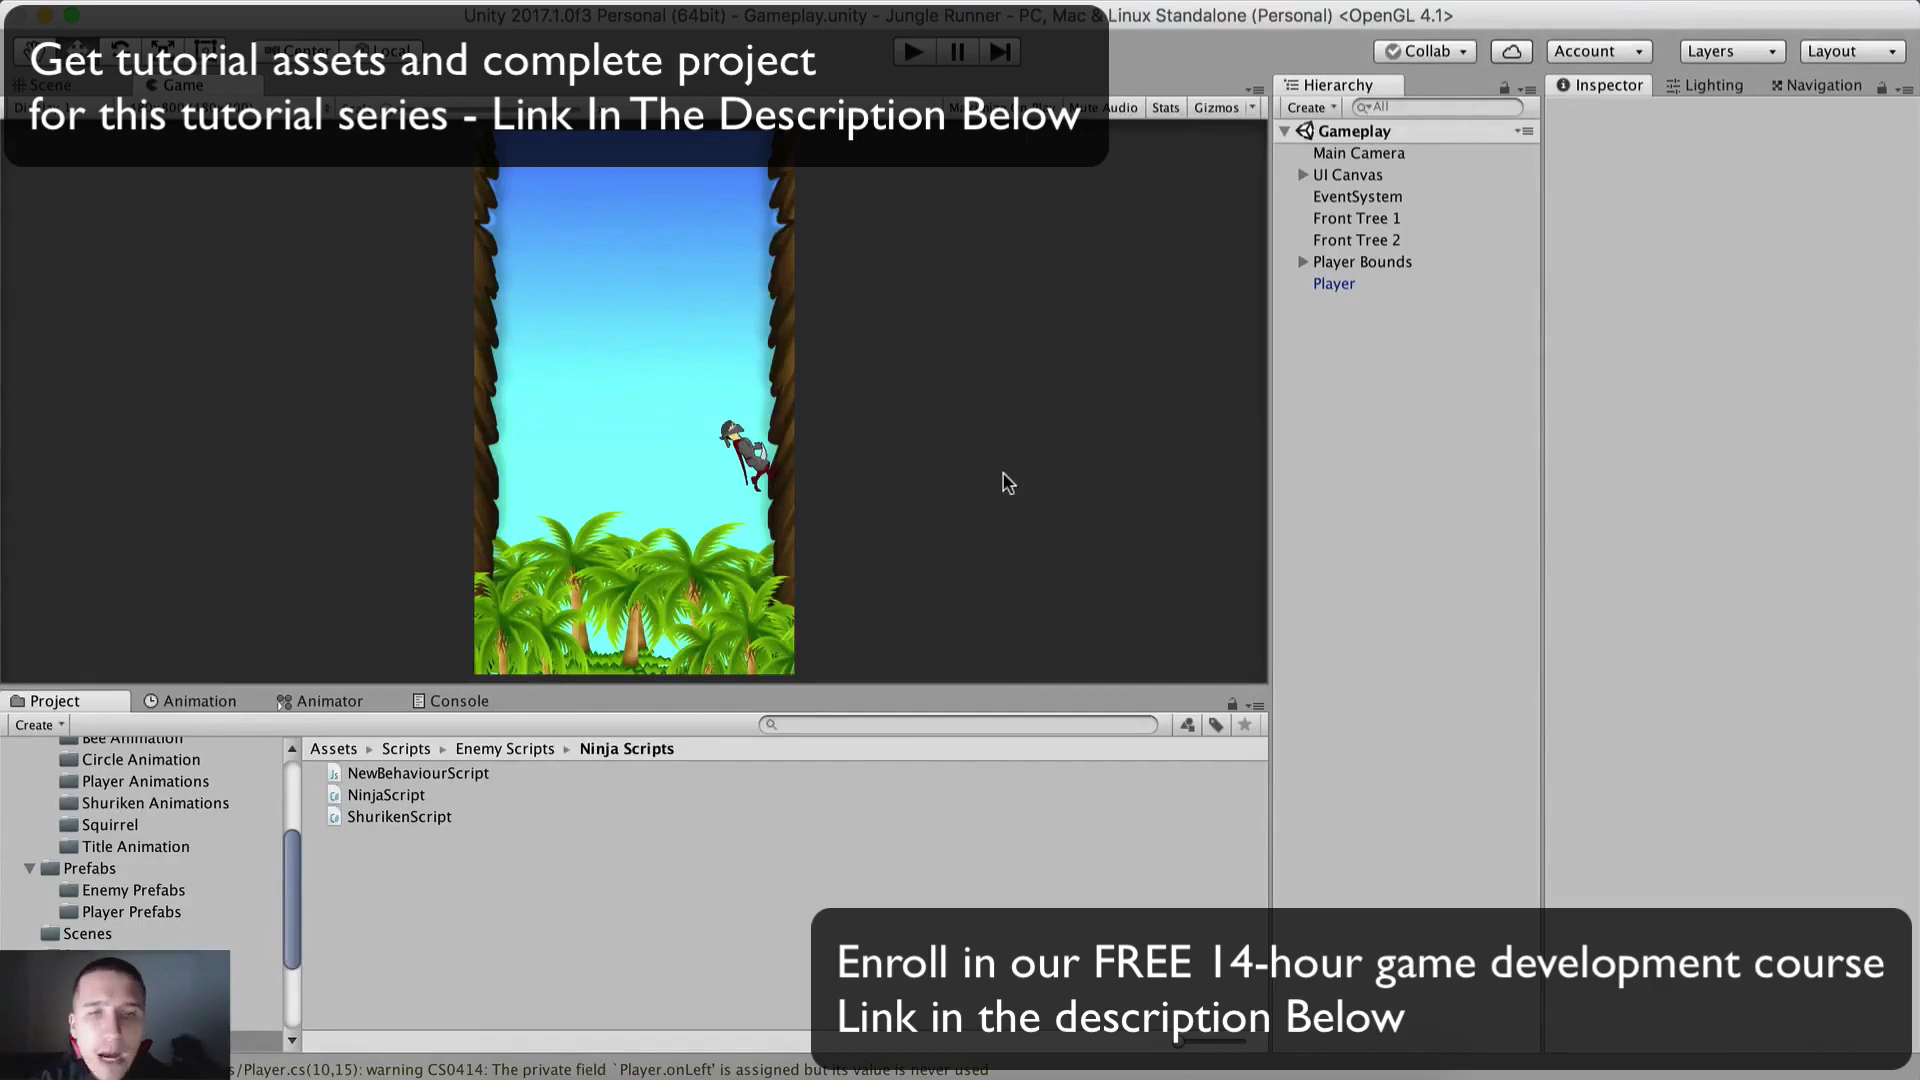 Unity 2017.1.0f3 Personal (64bit) - Gameplay.unity - Jungle Runner - PC, Mac & Linux Standalone (Personal) <OpenGL 4.1>
Get tutorial assets and complete project
for this tutorial series - Link In The Description Below
Center
Local
Collab
Account
Layers
Layout
Scene
Game
Mute Audio
Stats
Gizmos
Hierarchy
Create
All
Gameplay
Main Camera
UI Canvas
EventSystem
Front Tree 1
Front Tree 2
Player Bounds
Player
Inspector
Lighting
Navigation
Project
Animation
Animator
Console
Create
Bee Animation
Circle Animation
Player Animations
Shuriken Animations
Squirrel
Title Animation
Prefabs
Enemy Prefabs
Player Prefabs
Scenes
Assets
Scripts
Enemy Scripts
Ninja Scripts
NewBehaviourScript
NinjaScript
ShurikenScript
Enroll in our FREE 14-hour game development course
Link in the description Below
s/Player.cs(10,15): warning CS0414: The private field `Player.onLeft' is assigned but its value is never used